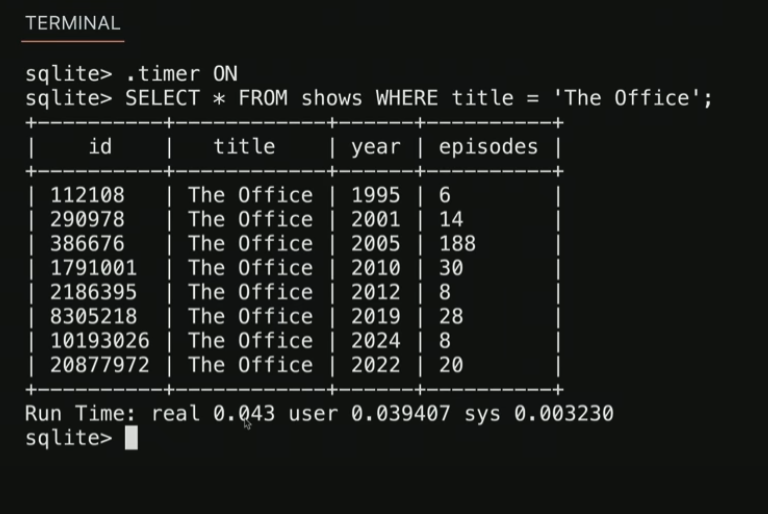 TERMINAL
sqlite> .timer ON
sqlite> SELECT * FROM shows WHERE title = 'The Office';
+----------+------------+------+----------+
|    id    |   title    | year | episodes |
+----------+------------+------+----------+
| 112108   | The Office | 1995 | 6        |
| 290978   | The Office | 2001 | 14       |
| 386676   | The Office | 2005 | 188      |
| 1791001  | The Office | 2010 | 30       |
| 2186395  | The Office | 2012 | 8        |
| 8305218  | The Office | 2019 | 28       |
| 10193026 | The Office | 2024 | 8        |
| 20877972 | The Office | 2022 | 20       |
+----------+------------+------+----------+
Run Time: real 0.043 user 0.039407 sys 0.003230
sqlite>